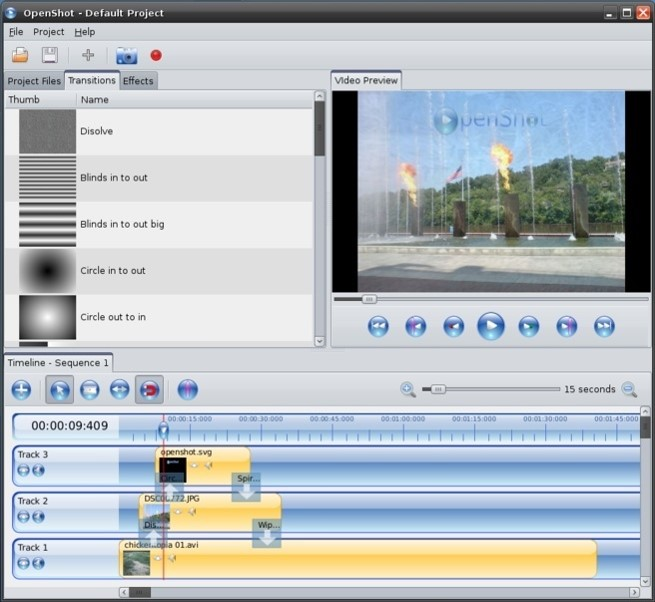 OpenShot - Default Project
File Project Help
Project Files Transitions Effects
Thumb Name
Disolve
Blinds in to out
Blinds in to out big
Circle in to out
Circle out to in
Video Preview
OpenShot
Timeline - Sequence 1
15 seconds
00:00:09:409
00:00:15:000 00:00:30:000 00:00:45:000 00:01:00:000 00:01:15:000 00:01:30:000 00:01:45:000
Track 3
openshot.svg
Circ...
Spir...
Track 2
Dis...
Wip...
Track 1
01.avi